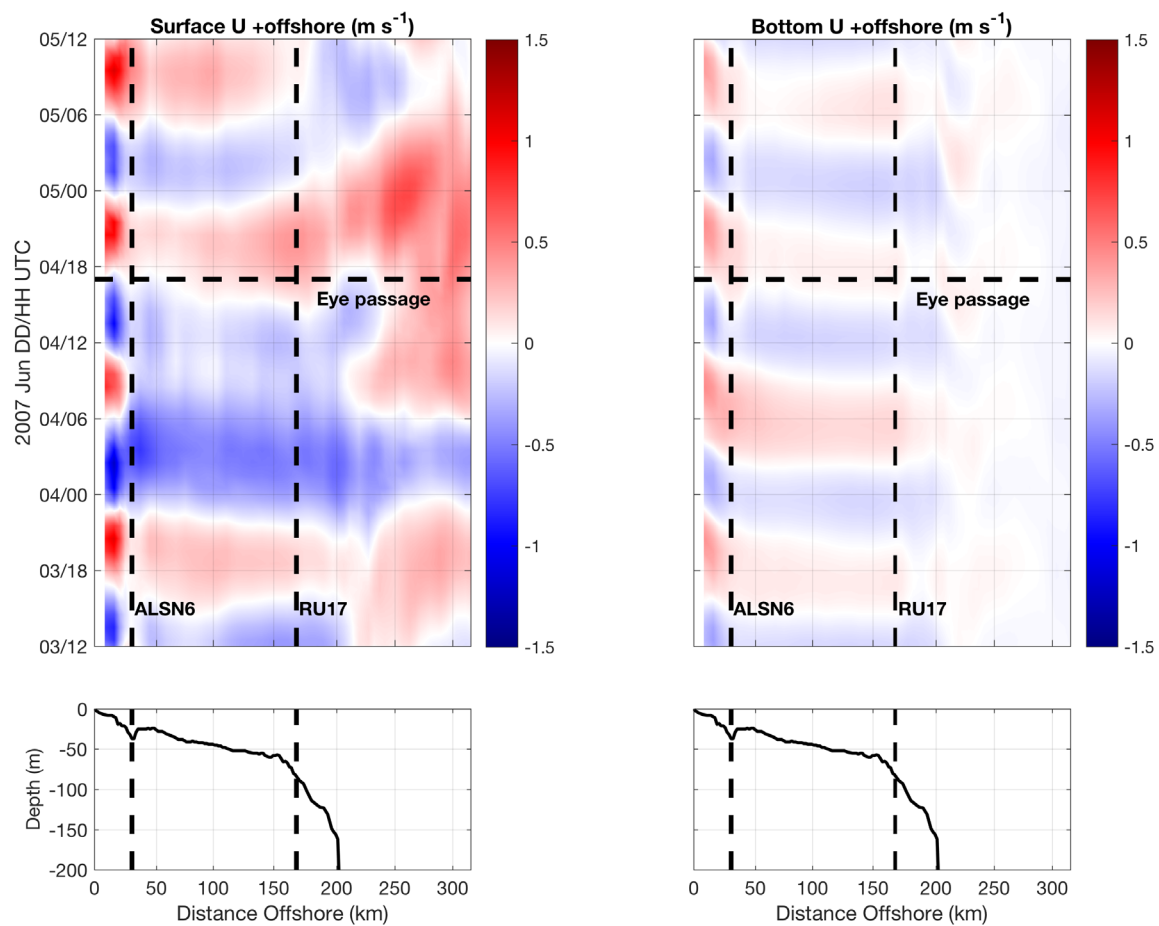 Surface U +offshore (m s-1)
Bottom U +offshore (m s-1)
05/12
05/06
05/00
04/18
04/12
04/06
04/00
03/18
03/12
2007 Jun DD/HH UTC
Eye passage
ALSN6
RU17
1.5
1
0.5
0
-0.5
-1
-1.5
Eye passage
ALSN6
RU17
1.5
1
0.5
0
-0.5
-1
-1.5
0
-50
-100
-150
-200
Depth (m)
0 50 100 150 200 250 300
Distance Offshore (km)
0 50 100 150 200 250 300
Distance Offshore (km)